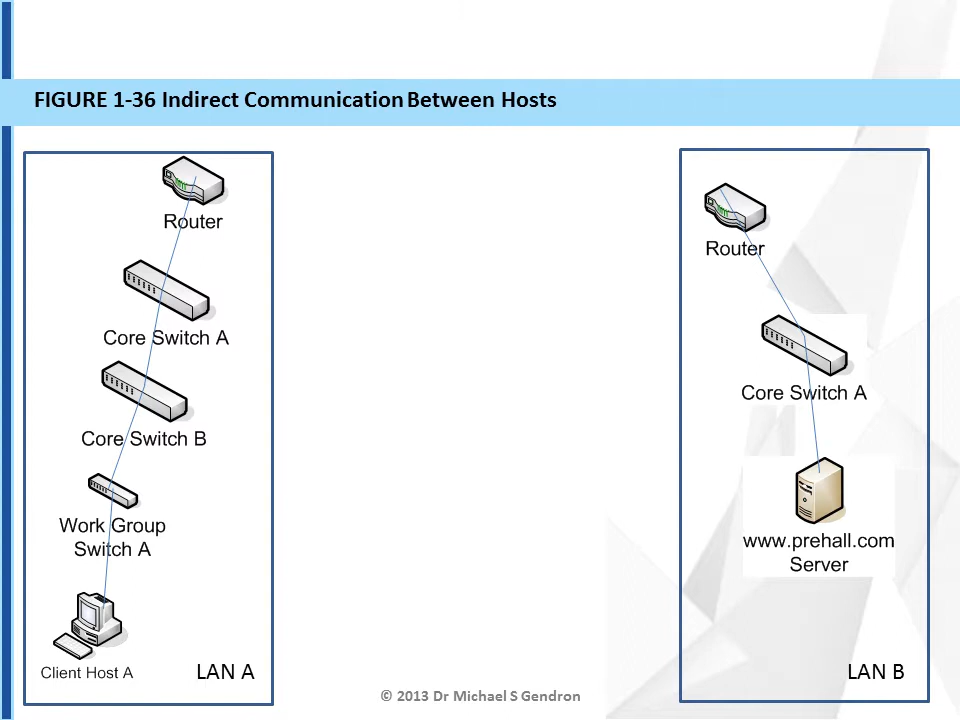 FIGURE 1-36 Indirect Communication Between Hosts
Router
Core Switch A
Core Switch B
Work Group
Switch A
Client Host A
LAN A
Router
Core Switch A
www.prehall.com
Server
LAN B
© 2013 Dr Michael S Gendron